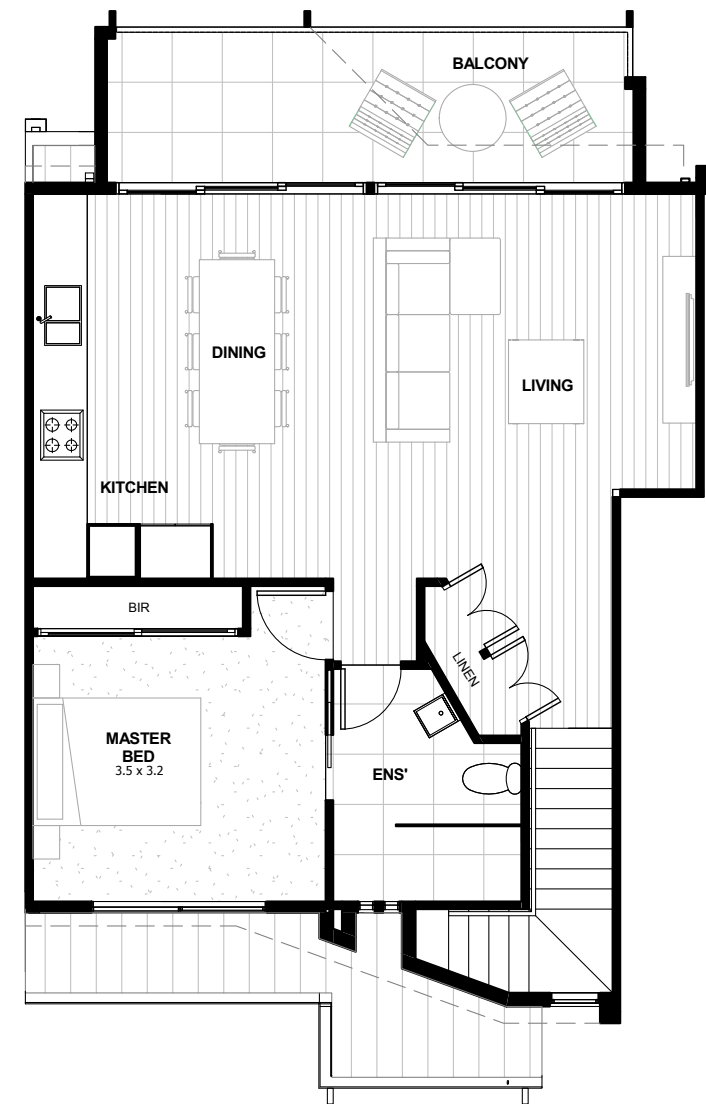 BALCONY
DINING
LIVING
KITCHEN
BIR
LINEN
MASTER
BED
3.5 x 3.2
ENS'